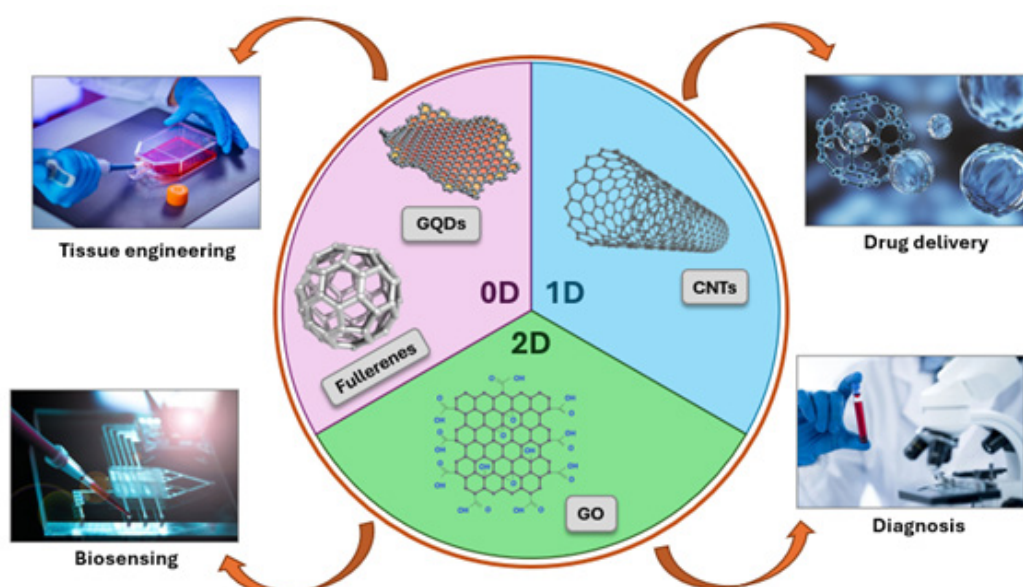 GQDs
CNTs
Fullerenes
0D
1D
2D
GO
Tissue engineering
Drug delivery
Biosensing
Diagnosis